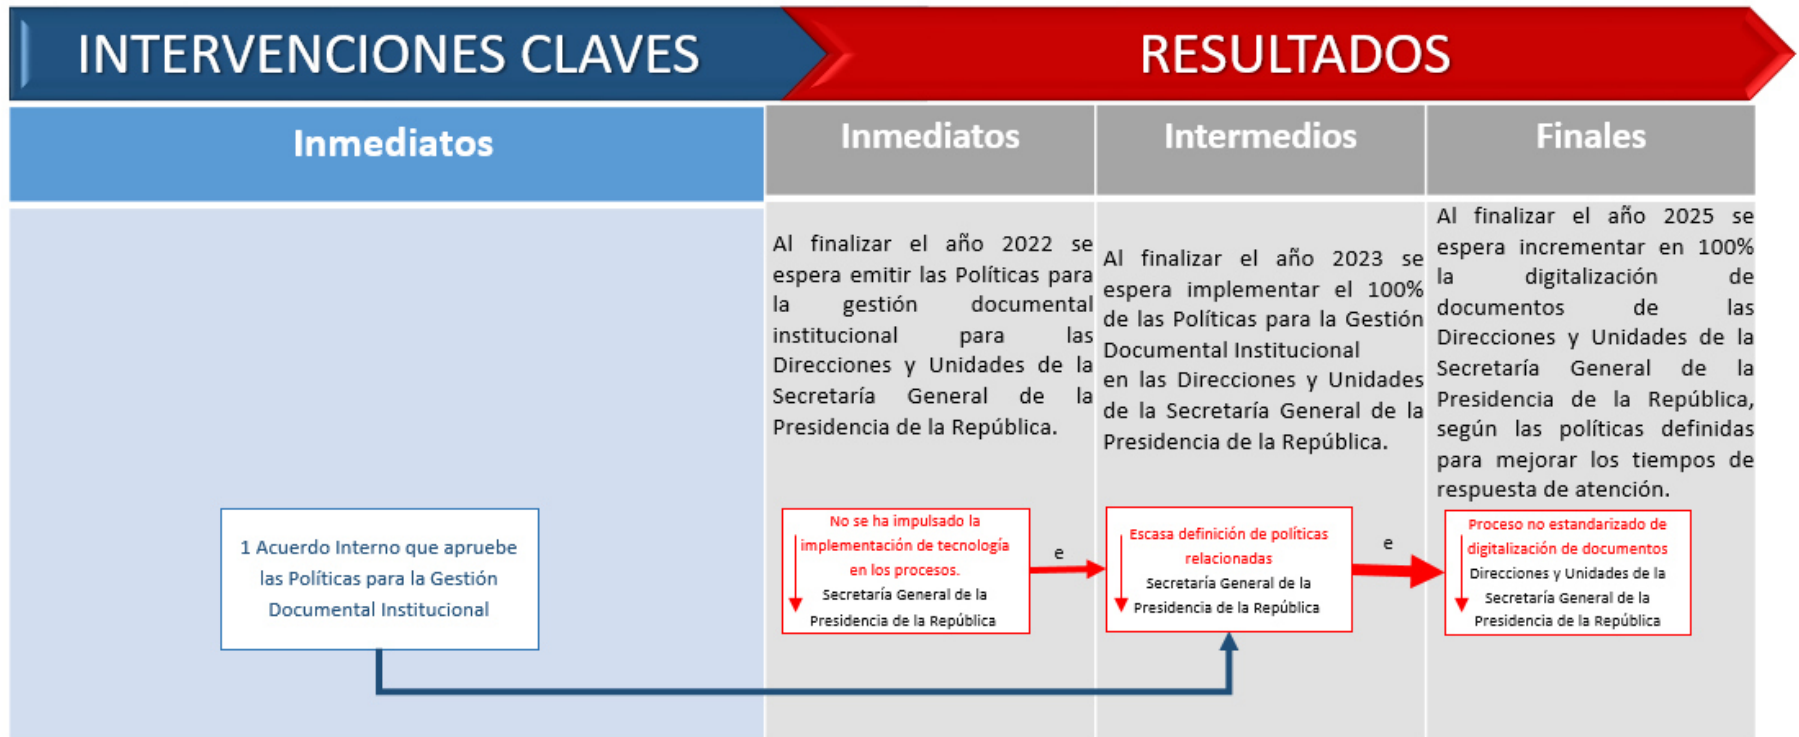 INTERVENCIONES CLAVES
RESULTADOS
Inmediatos
Inmediatos
Intermedios
Finales
Al finalizar el año 2022 se
espera emitir las Políticas para
la gestión documental
institucional para las
Direcciones y Unidades de la
Secretaría General de la
Presidencia de la República.
Al finalizar el año 2023 se
espera implementar el 100%
de las Políticas para la Gestión
Documental Institucional
en las Direcciones y Unidades
de la Secretaría General de la
Presidencia de la República.
Al finalizar el año 2025 se
espera incrementar en 100%
la digitalización de
documentos de las
Direcciones y Unidades de la
Secretaría General de la
Presidencia de la República,
según las políticas definidas
para mejorar los tiempos de
respuesta de atención.
1 Acuerdo Interno que apruebe
las Políticas para la Gestión
Documental Institucional
No se ha impulsado la
implementación de tecnología
en los procesos.
Secretaría General de la
Presidencia de la República
e
Escasa definición de políticas
relacionadas
Secretaría General de la
Presidencia de la República
e
Proceso no estandarizado de
digitalización de documentos
Direcciones y Unidades de la
Secretaría General de la
Presidencia de la República